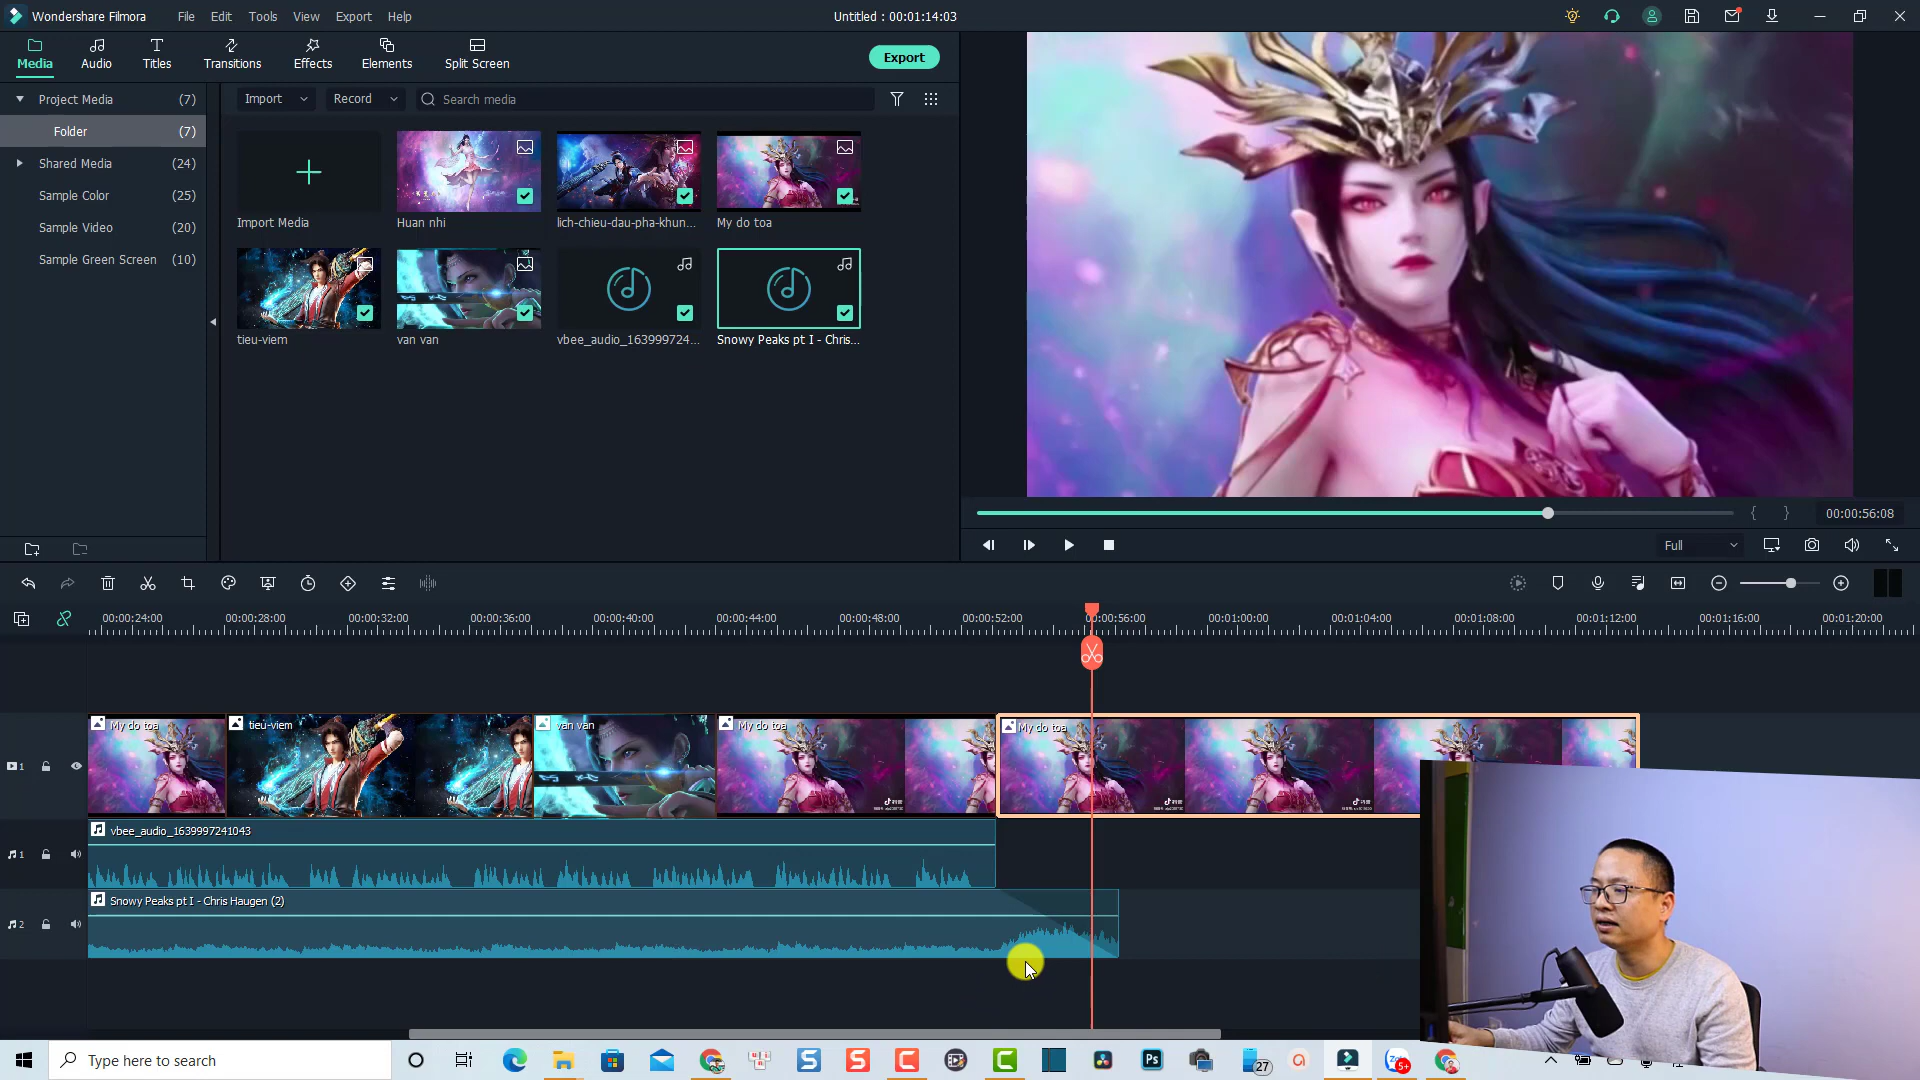 Wondershare Filmora
File Edit Tools View Export Help
Untitled : 00:01:14:03
Media Audio Titles Transitions Effects Elements Split Screen
Export
Project Media (7)
Folder (7)
Shared Media (24)
Sample Color (25)
Sample Video (20)
Sample Green Screen (10)
Import Record Search media
Import Media Huan nhi lich-chieu-dau-pha-khun... My do toa
tieu-viem van van vbee_audio_163999724... Snowy Peaks pt I - Chris...
{ } 00:00:56:08
Full
00:00:24:00 00:00:28:00 00:00:32:00 00:00:36:00 00:00:40:00 00:00:44:00 00:00:48:00 00:00:52:00 00:00:56:00 00:01:00:00 00:01:04:00 00:01:08:00 00:01:12:00 00:01:16:00 00:01:20:00
My do toa tieu-viem van van My do toa My do toa
1
1
vbee_audio_1639997241043
2
Snowy Peaks pt I - Chris Haugen (2)
Type here to search
27
5+